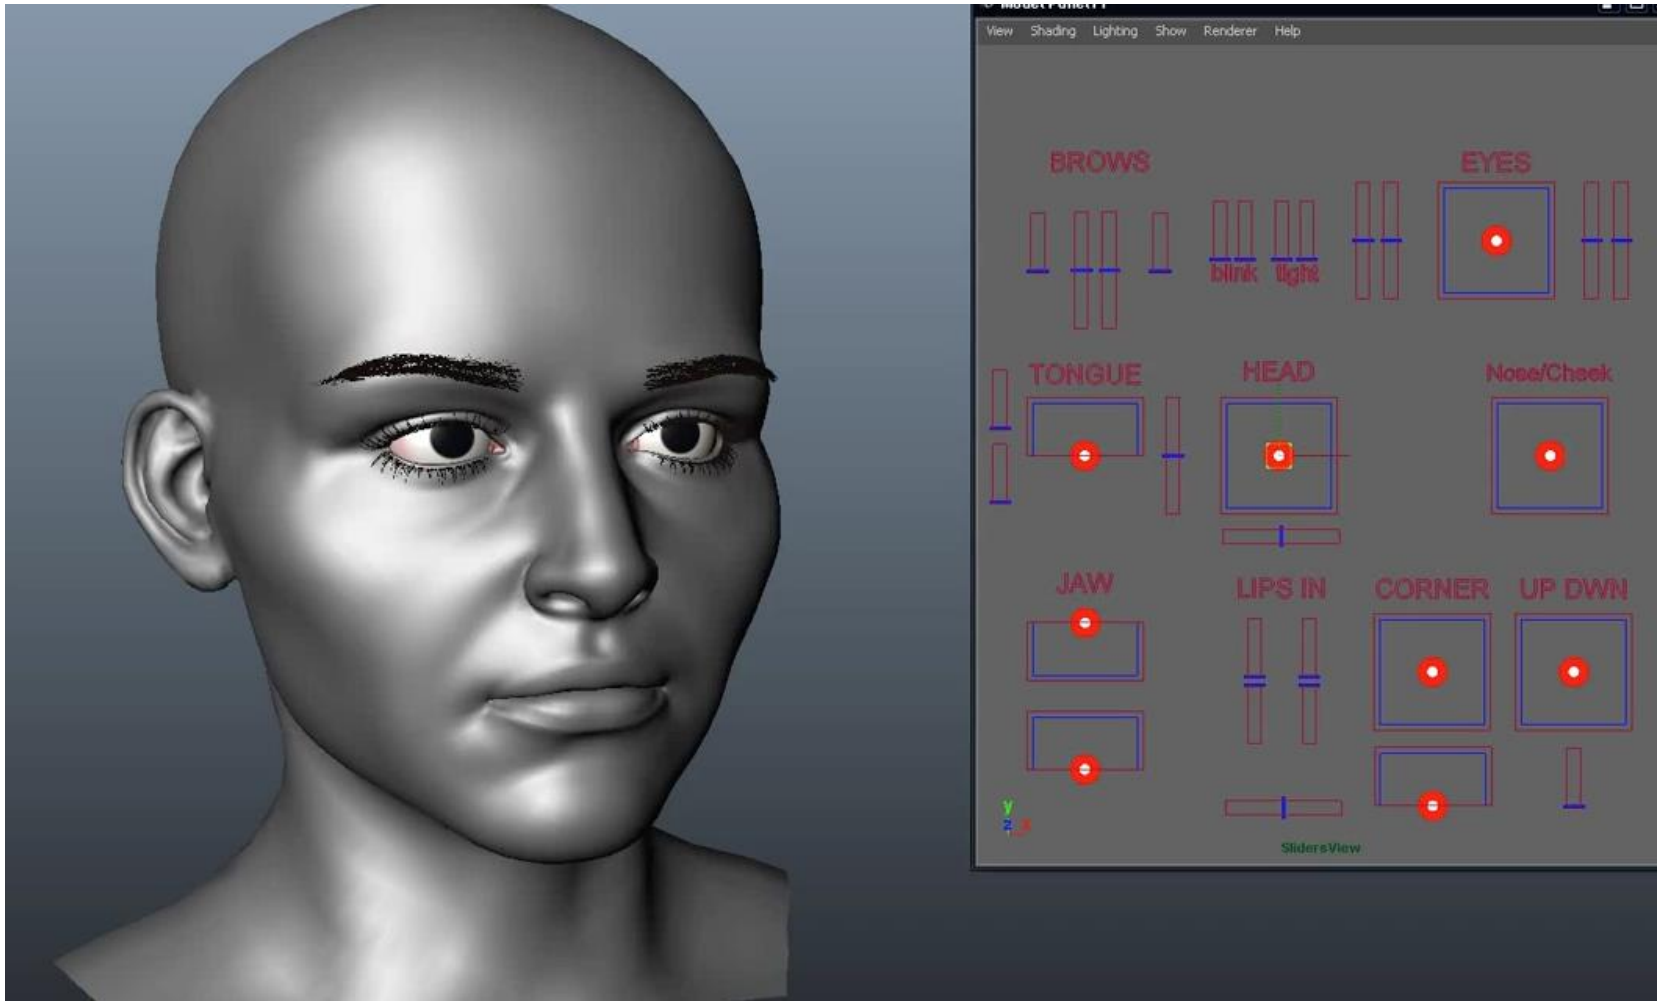 View Shading Lighting Show Renderer Help
BROWS
EYES
blink tight
TONGUE
HEAD
Nose/Cheek
JAW
LIPS IN
CORNER
UP DWN
y
z x
SlidersView